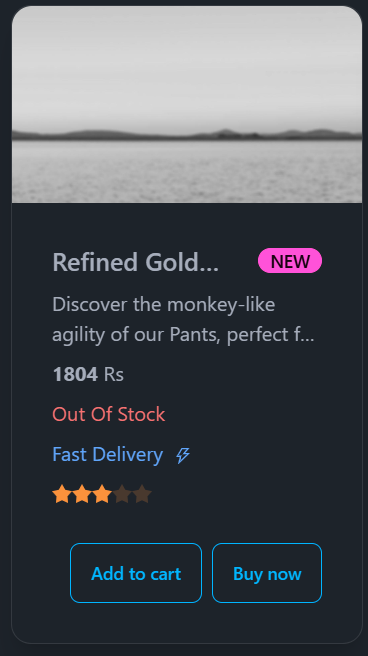 Refined Gold...
NEW
Discover the monkey-like
agility of our Pants, perfect f...
1804 Rs
Out Of Stock
Fast Delivery
Add to cart
Buy now